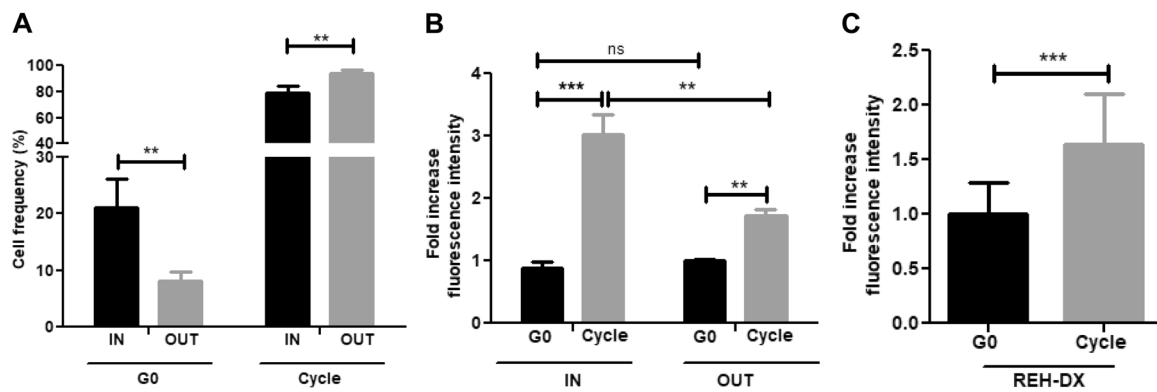 A
Cell frequency (%)
100
80
60
40
30
20
10
0
**
**
IN OUT IN OUT
G0 Cycle
B
Fold increase
fluorescence intensity
4
3
2
1
0
ns
***
**
**
G0 Cycle G0 Cycle
IN OUT
C
Fold increase
fluorescence intensity
2.5
2.0
1.5
1.0
0.5
0.0
***
G0 Cycle
REH-DX